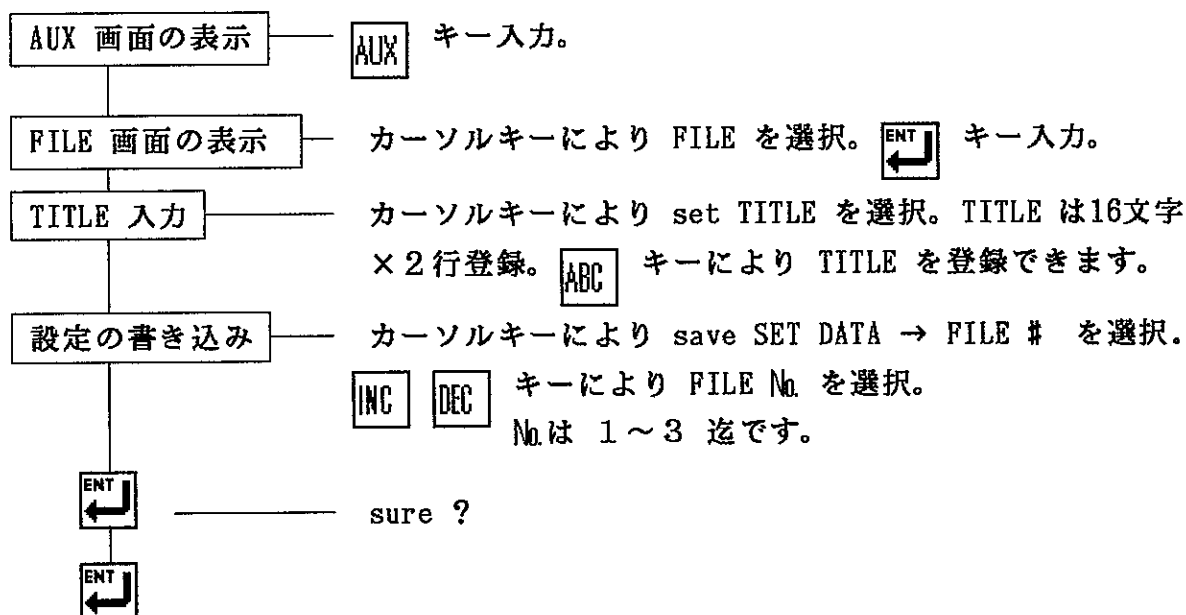 AUX 画面の表示 AUX キー入力。
FILE 画面の表示 カーソルキーにより FILE を選択。 ENT キー入力。
TITLE 入力 カーソルキーにより set TITLE を選択。TITLE は16文字
×2行登録。 ABC キーにより TITLE を登録できます。
設定の書き込み カーソルキーにより save SET DATA → FILE # を選択。
INC DEC キーにより FILE №. を選択。
№.は 1～3 迄です。
ENT sure ?
ENT